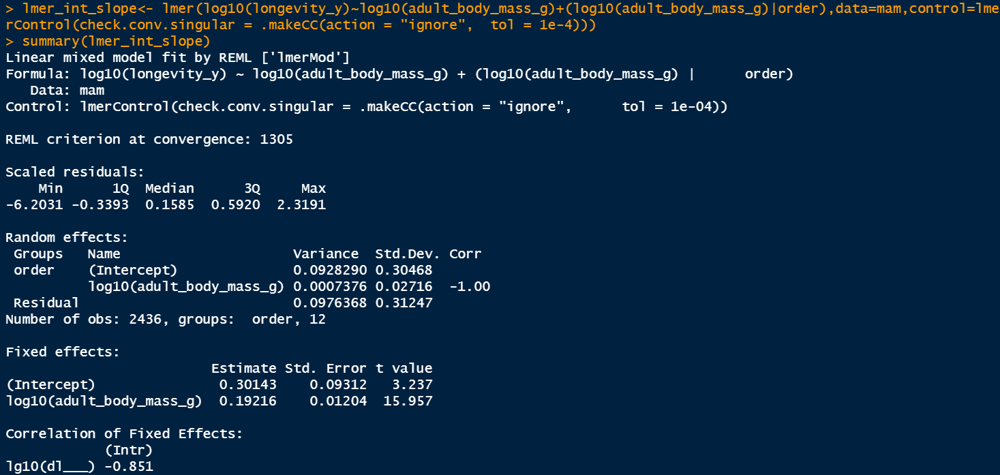 > lmer_int_slope<- lmer(log10(longevity_y)~log10(adult_body_mass_g)+(log10(adult_body_mass_g)|order),data=mam,control=lme
rControl(check.conv.singular = .makeCC(action = "ignore",  tol = 1e-4)))
> summary(lmer_int_slope)
Linear mixed model fit by REML ['lmerMod']
Formula: log10(longevity_y) ~ log10(adult_body_mass_g) + (log10(adult_body_mass_g) |      order)
   Data: mam
Control: lmerControl(check.conv.singular = .makeCC(action = "ignore",      tol = 1e-04))

REML criterion at convergence: 1305

Scaled residuals:
    Min      1Q  Median      3Q     Max
-6.2031 -0.3393  0.1585  0.5920  2.3191

Random effects:
 Groups   Name                     Variance  Std.Dev. Corr
 order    (Intercept)              0.0928290 0.30468
          log10(adult_body_mass_g) 0.0007376 0.02716  -1.00
 Residual                          0.0976368 0.31247
Number of obs: 2436, groups:  order, 12

Fixed effects:
                         Estimate Std. Error t value
(Intercept)               0.30143    0.09312   3.237
log10(adult_body_mass_g)  0.19216    0.01204  15.957

Correlation of Fixed Effects:
            (Intr)
lg10(dl___) -0.851